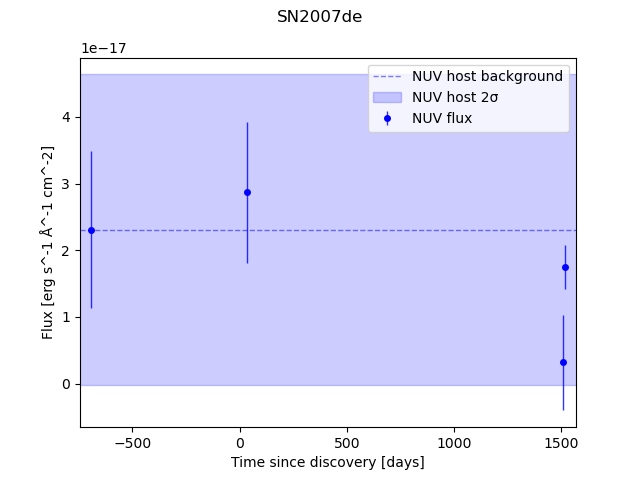 SN2007de
1e−17
NUV host background
NUV host 2σ
NUV flux
4
3
2
1
0
Flux [erg s^-1 Å^-1 cm^-2]
−500
0
500
1000
1500
Time since discovery [days]